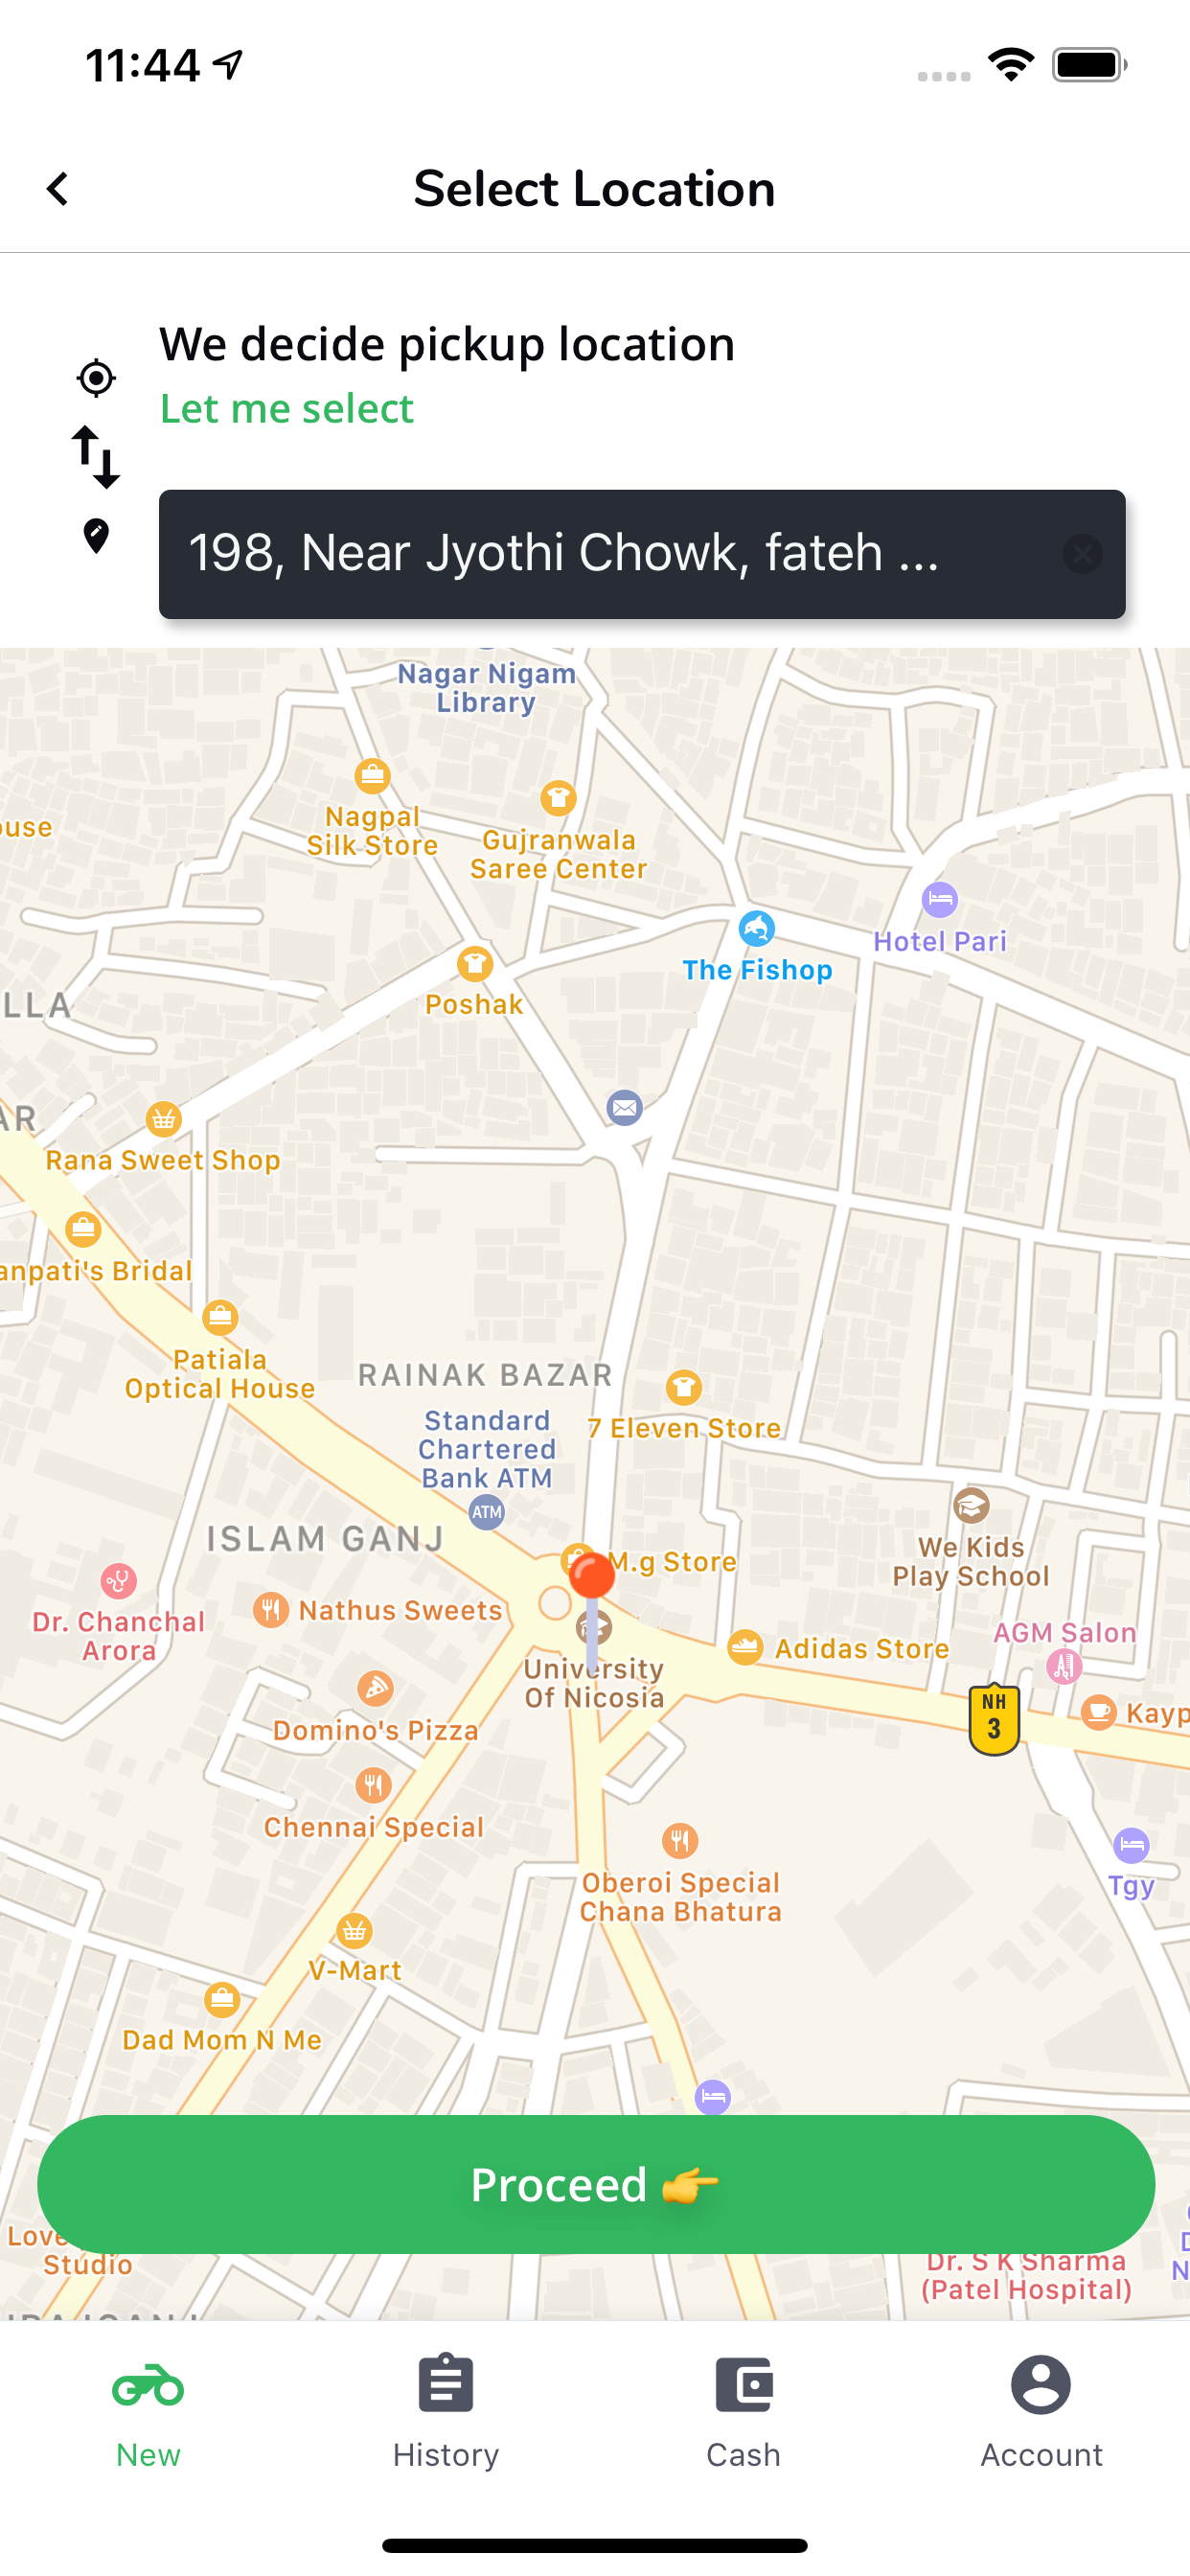 11:44
Select Location
We decide pickup location
Let me select
198, Near Jyothi Chowk, fateh ...
Nagar Nigam
Library
Nagpal
Silk Store
Gujranwala
Saree Center
Hotel Pari
The Fishop
Poshak
Rana Sweet Shop
Patiala
Optical House
RAINAK BAZAR
Standard
Chartered
Bank ATM
ATM
7 Eleven Store
ISLAM GANJ
M.g Store
We Kids
Play School
Dr. Chanchal
Arora
Nathus Sweets
University
Of Nicosia
Adidas Store
AGM Salon
NH
3
Domino's Pizza
Chennai Special
Oberoi Special
Chana Bhatura
Tgy
V-Mart
Dad Mom N Me
Proceed 👉
Studio
Dr. S K Sharma
(Patel Hospital)
New
History
Cash
Account